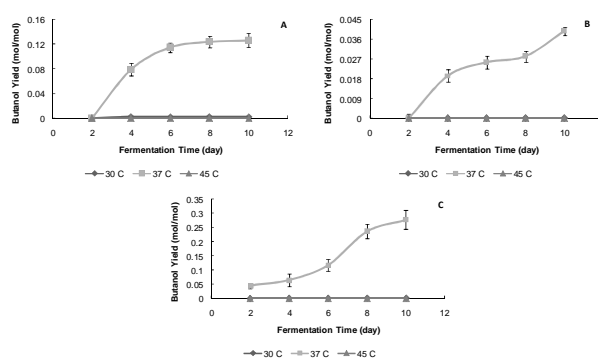 A
Butanol Yield (mol/mol)
0.16
0.12
0.08
0.04
0
0 2 4 6 8 10 12
Fermentation Time (day)
30 C 37 C 45 C
B
Butanol Yield (mol/mol)
0.045
0.036
0.027
0.018
0.009
0
0 2 4 6 8 10
Fermentation Time (day)
30 C 37 C 45 C
C
Butanol Yield (mol/mol)
0.35
0.3
0.25
0.2
0.15
0.1
0.05
0
0 2 4 6 8 10 12
Fermentation Time (day)
30 C 37 C 45 C